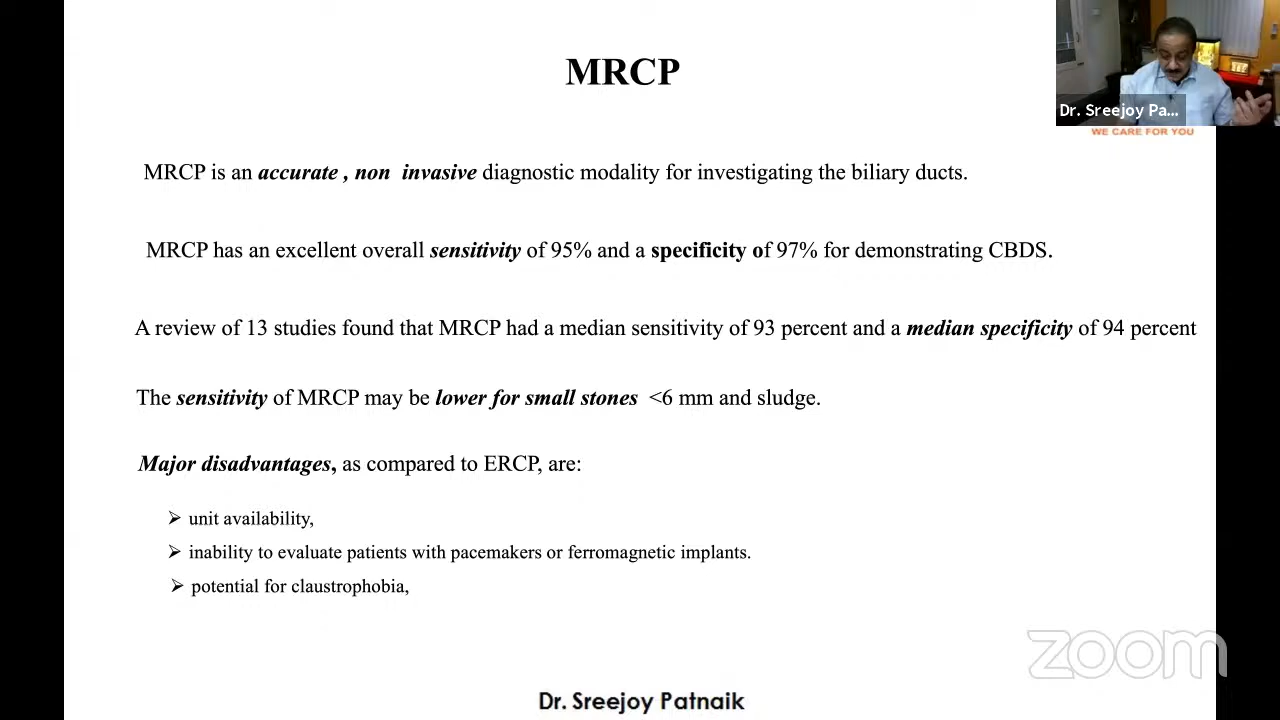 MRCP
Dr. Sreejoy Pa...
WE CARE FOR YOU
MRCP is an accurate , non invasive diagnostic modality for investigating the biliary ducts.
MRCP has an excellent overall sensitivity of 95% and a specificity of 97% for demonstrating CBDS.
A review of 13 studies found that MRCP had a median sensitivity of 93 percent and a median specificity of 94 percent
The sensitivity of MRCP may be lower for small stones <6 mm and sludge.
Major disadvantages, as compared to ERCP, are:
➢ unit availability,
➢ inability to evaluate patients with pacemakers or ferromagnetic implants.
➢ potential for claustrophobia,
zoom
Dr. Sreejoy Patnaik